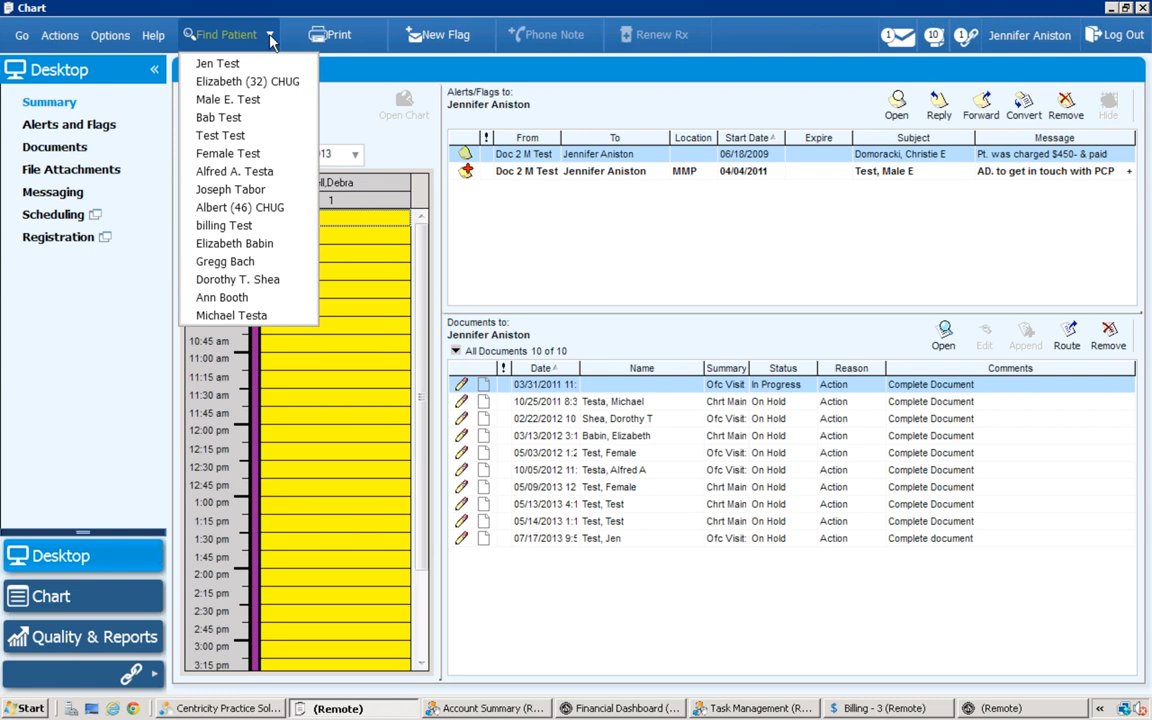 Chart
Go Actions Options Help Find Patient Print New Flag Phone Note Renew Rx 1 10 1 Jennifer Aniston Log Out
Desktop «
Summary
Alerts and Flags
Documents
File Attachments
Messaging
Scheduling
Registration
Desktop
Chart
Quality & Reports
Jen Test
Elizabeth (32) CHUG
Male E. Test
Bab Test
Test Test
Female Test
Alfred A. Testa
Joseph Tabor
Albert (46) CHUG
billing Test
Elizabeth Babin
Gregg Bach
Dorothy T. Shea
Ann Booth
Michael Testa
Open Chart
13
ll,Debra
1
10:45 am
11:00 am
11:15 am
11:30 am
11:45 am
12:00 pm
12:15 pm
12:30 pm
12:45 pm
1:00 pm
1:15 pm
1:30 pm
1:45 pm
2:00 pm
2:15 pm
2:30 pm
2:45 pm
3:00 pm
3:15 pm
Alerts/Flags to:
Jennifer Aniston
Open Reply Forward Convert Remove Hide
! From To Location Start Date Expire Subject Message
Doc 2 M Test Jennifer Aniston 06/18/2009 Domoracki, Christie E Pt. was charged $450- & paid
Doc 2 M Test Jennifer Aniston MMP 04/04/2011 Test, Male E AD. to get in touch with PCP +
Documents to:
Jennifer Aniston
All Documents 10 of 10
Open Edit Append Route Remove
! Date Name Summary Status Reason Comments
03/31/2011 11: Ofc Visit In Progress Action Complete Document
10/25/2011 8:3 Testa, Michael Chrt Main On Hold Action Complete Document
02/22/2012 10 Shea, Dorothy T Ofc Visit: On Hold Action Complete Document
03/13/2012 3:1 Babin, Elizabeth Chrt Main On Hold Action Complete Document
05/03/2012 1:2 Test, Female Ofc Visit: On Hold Action Complete Document
10/05/2012 11: Testa, Alfred A Ofc Visit: On Hold Action Complete Document
05/09/2013 12 Test, Female Ofc Visit: On Hold Action Complete Document
05/13/2013 4:1 Test, Test Chrt Main On Hold Action Complete Document
05/14/2013 1:1 Test, Test Chrt Main On Hold Action Complete Document
07/17/2013 9:5 Test, Jen Ofc Visit: On Hold Action Complete document
Start Centricity Practice Sol... (Remote) Account Summary (R... Financial Dashboard (... Task Management (R... Billing - 3 (Remote) (Remote) «